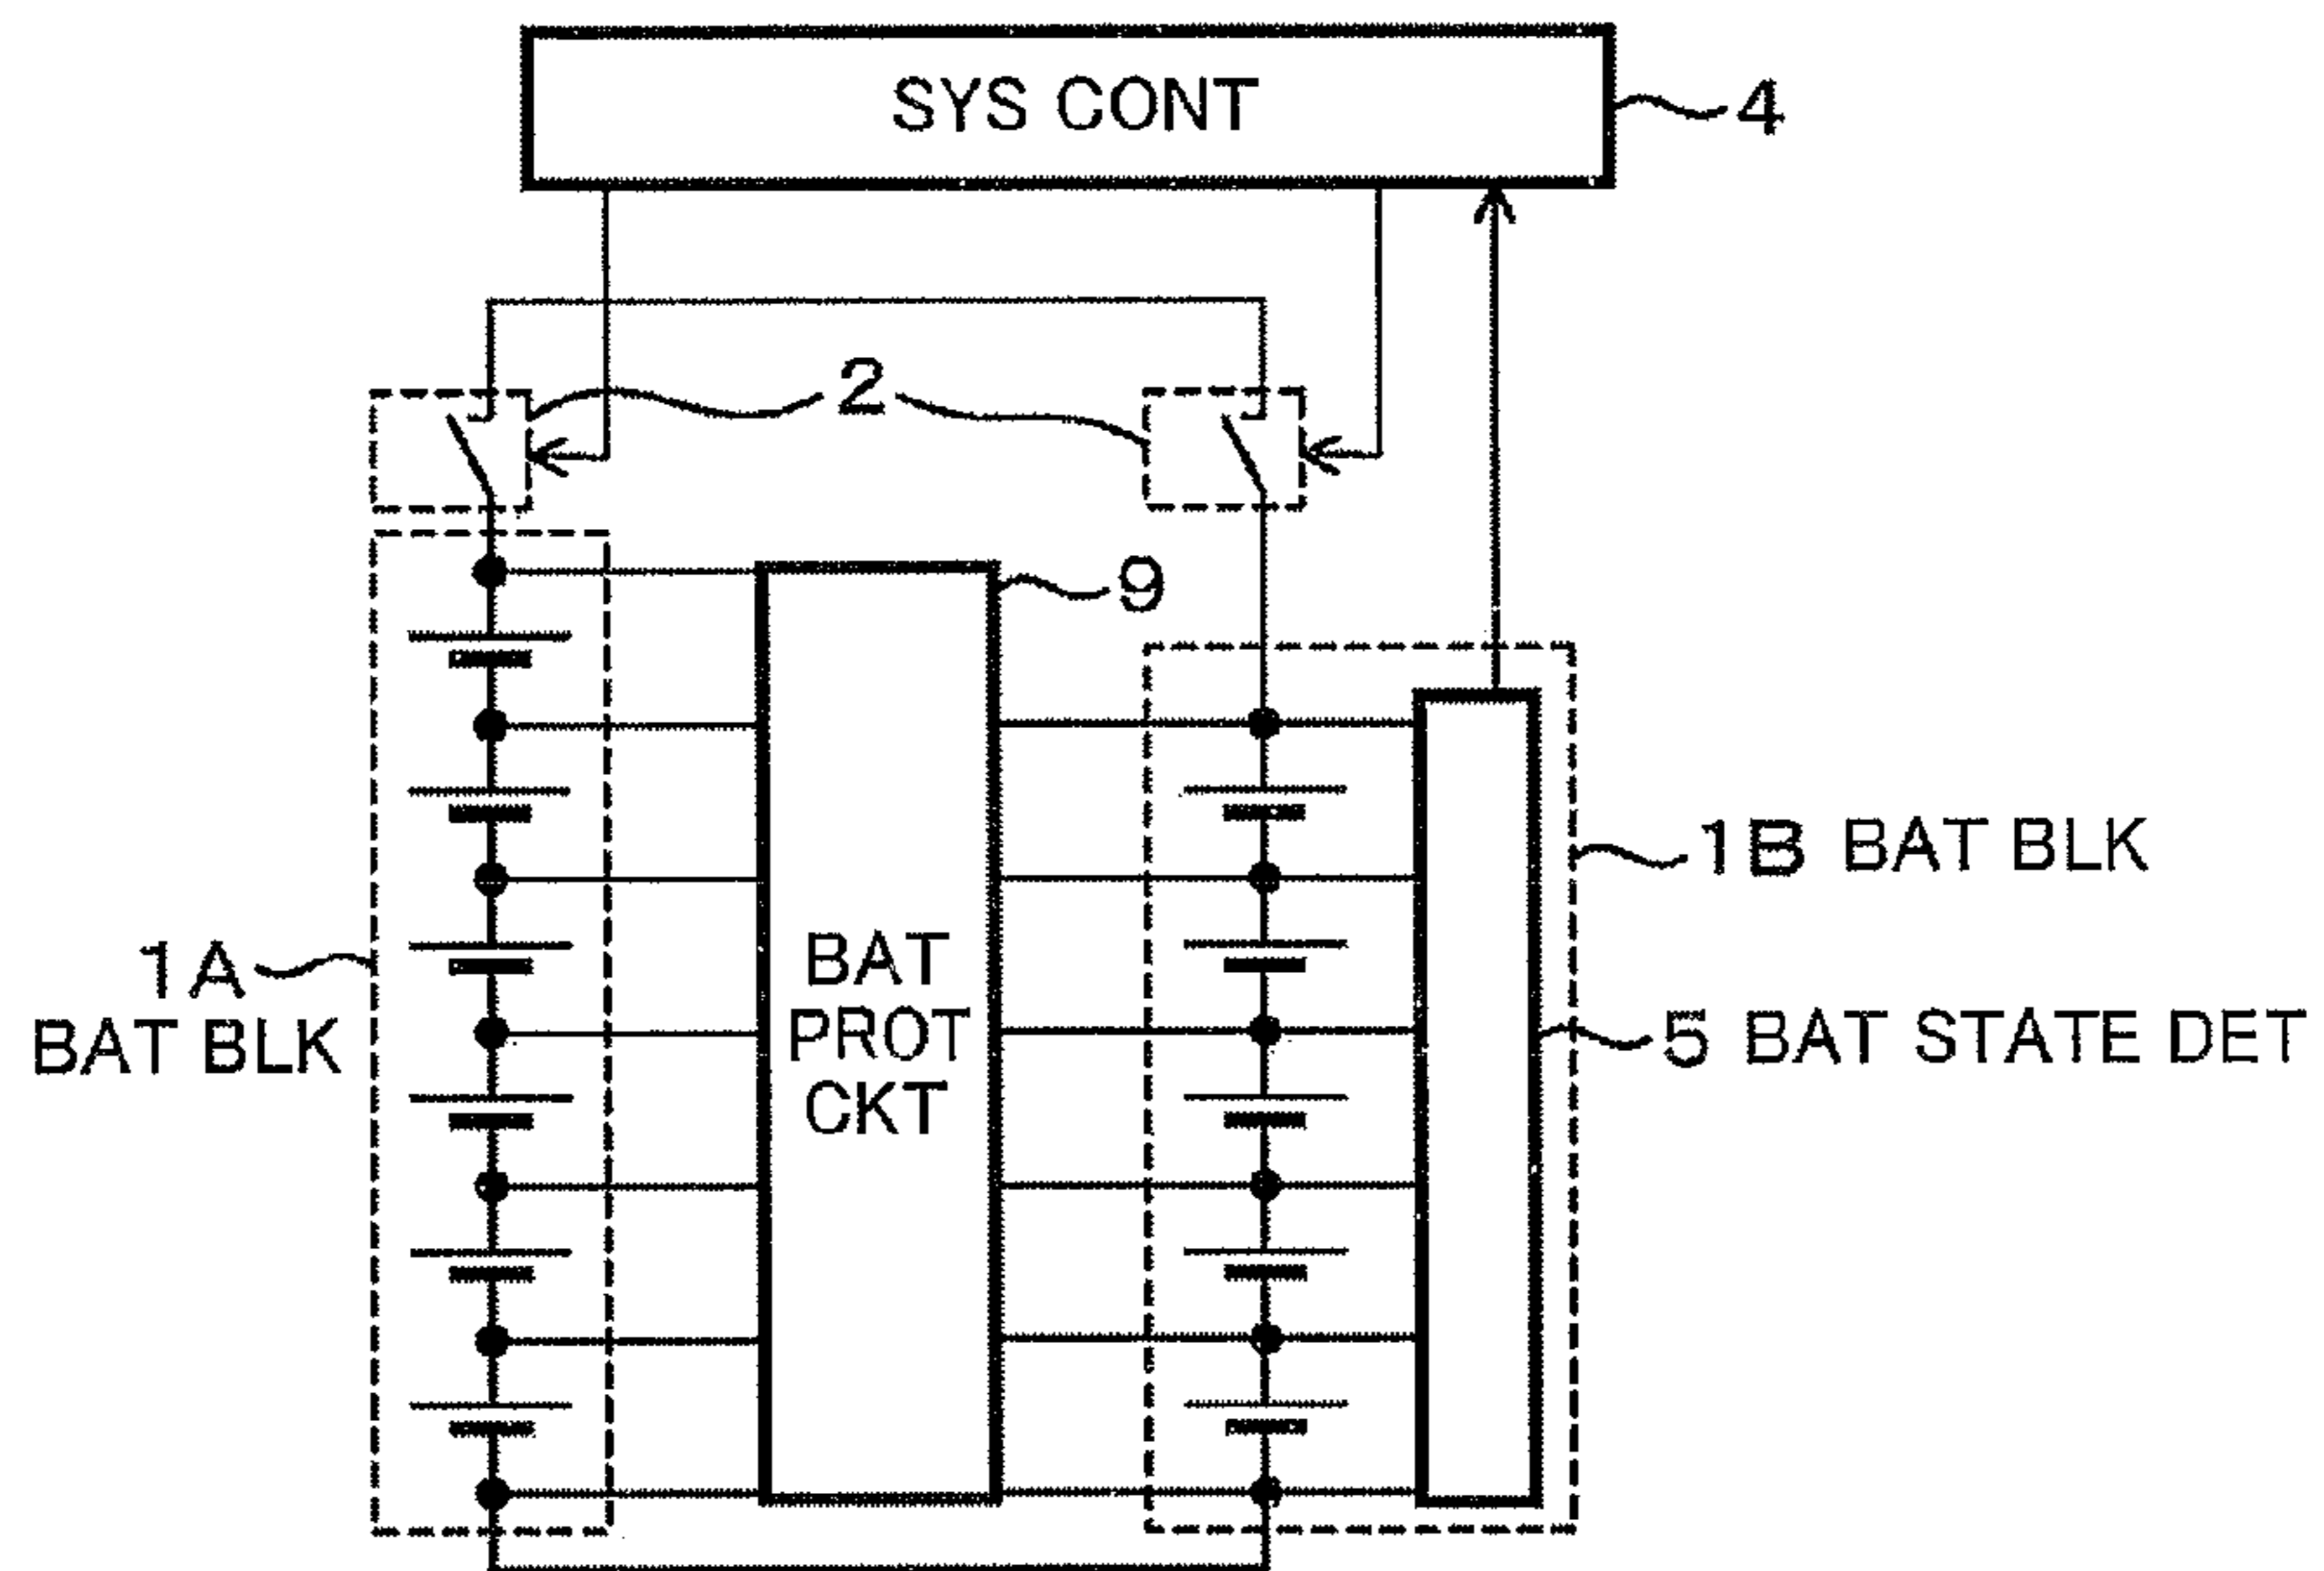 SYS CONT
4
2
9
1B BAT BLK
1A
BAT BLK
BAT
PROT
CKT
5 BAT STATE DET